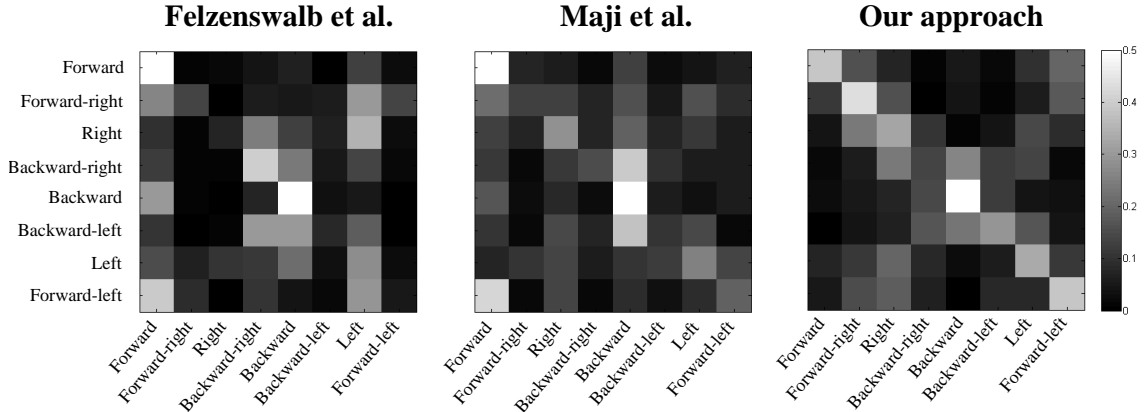 Felzenswalb et al.
Maji et al.
Our approach
Forward
Forward-right
Right
Backward-right
Backward
Backward-left
Left
Forward-left
0.5
0.4
0.3
0.2
0.1
0
Forward
Forward-right
Right
Backward-right
Backward
Backward-left
Left
Forward-left
Forward
Forward-right
Right
Backward-right
Backward
Backward-left
Left
Forward-left
Forward
Forward-right
Right
Backward-right
Backward
Backward-left
Left
Forward-left